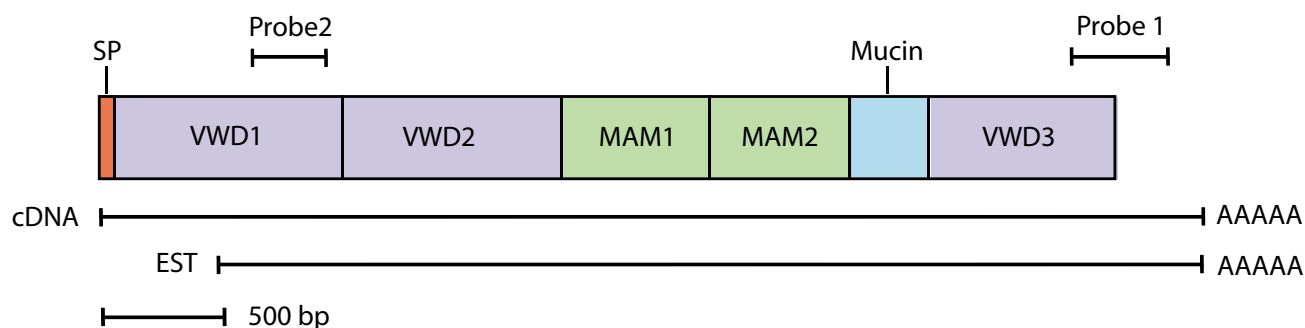 Probe2
Probe 1
SP
Mucin
VWD1
VWD2
MAM1
MAM2
VWD3
cDNA
AAAAA
EST
AAAAA
500 bp